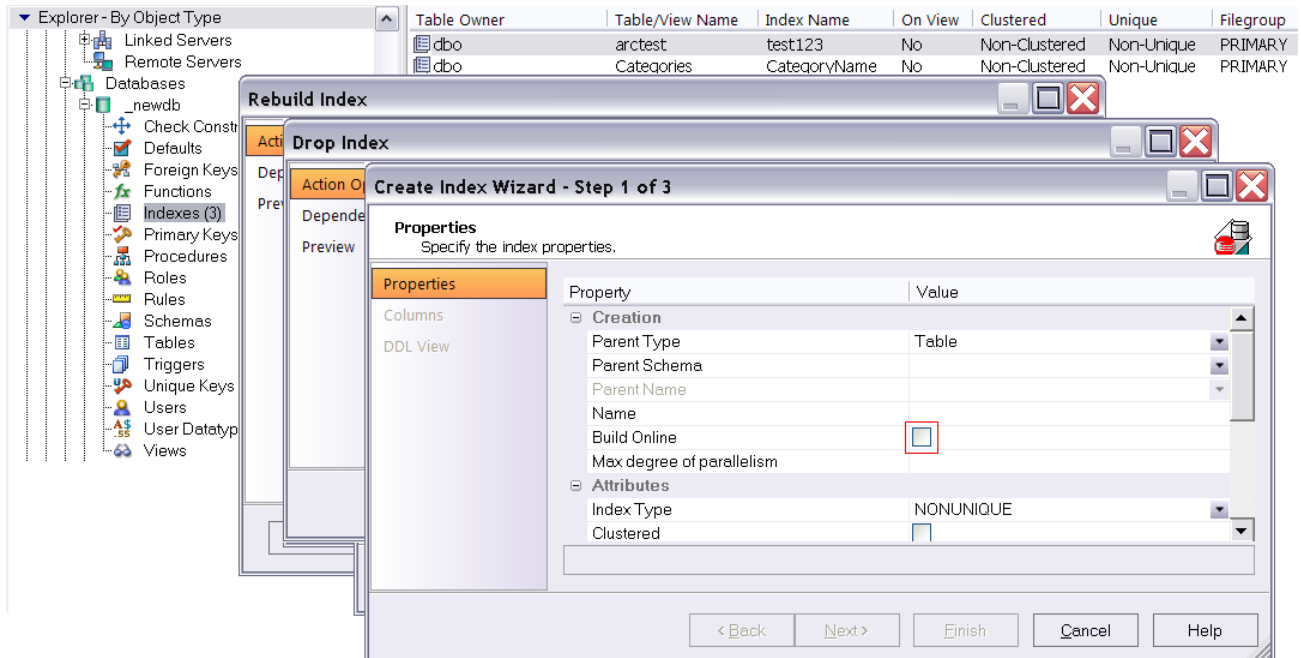 Explorer - By Object Type
Linked Servers
Remote Servers
Databases
_newdb
Check Constr
Defaults
Foreign Keys
Functions
Indexes (3)
Primary Keys
Procedures
Roles
Rules
Schemas
Tables
Triggers
Unique Keys
Users
User Datatyp
Views
Table Owner Table/View Name Index Name On View Clustered Unique Filegroup
dbo arctest test123 No Non-Clustered Non-Unique PRIMARY
dbo Categories CategoryName No Non-Clustered Non-Unique PRIMARY
Rebuild Index
Acti
Dep
Prev
Drop Index
Action Op
Depende
Preview
Create Index Wizard - Step 1 of 3
Properties
Specify the index properties.
Properties
Columns
DDL View
Property Value
Creation
Parent Type Table
Parent Schema
Parent Name
Name
Build Online
Max degree of parallelism
Attributes
Index Type NONUNIQUE
Clustered
< Back Next > Finish Cancel Help